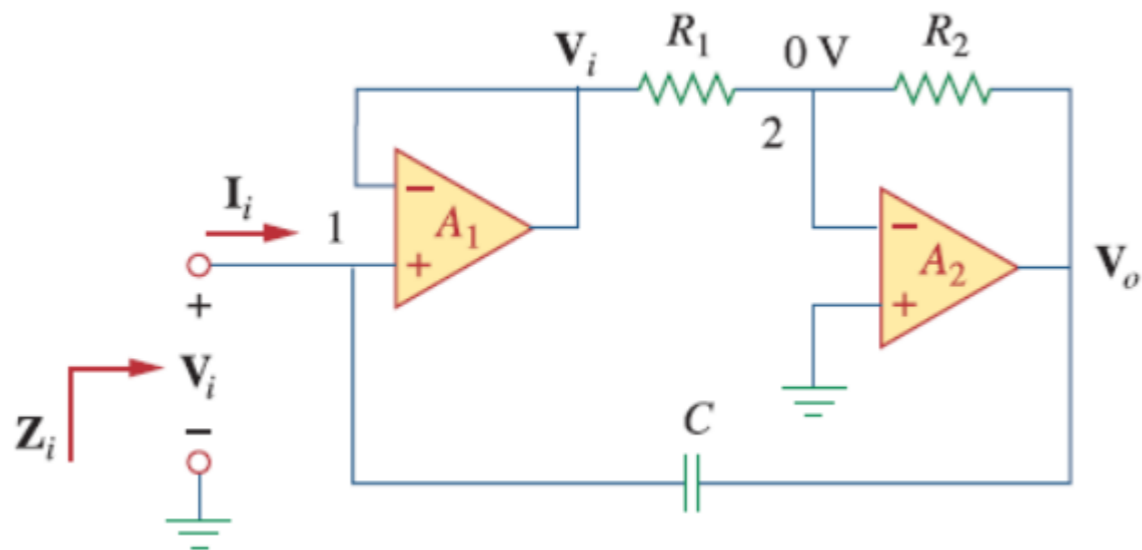 V_i R_1 0 V R_2
2
I_i 1 − A_1 +
− A_2 + V_o
+
V_i
−
Z_i
C